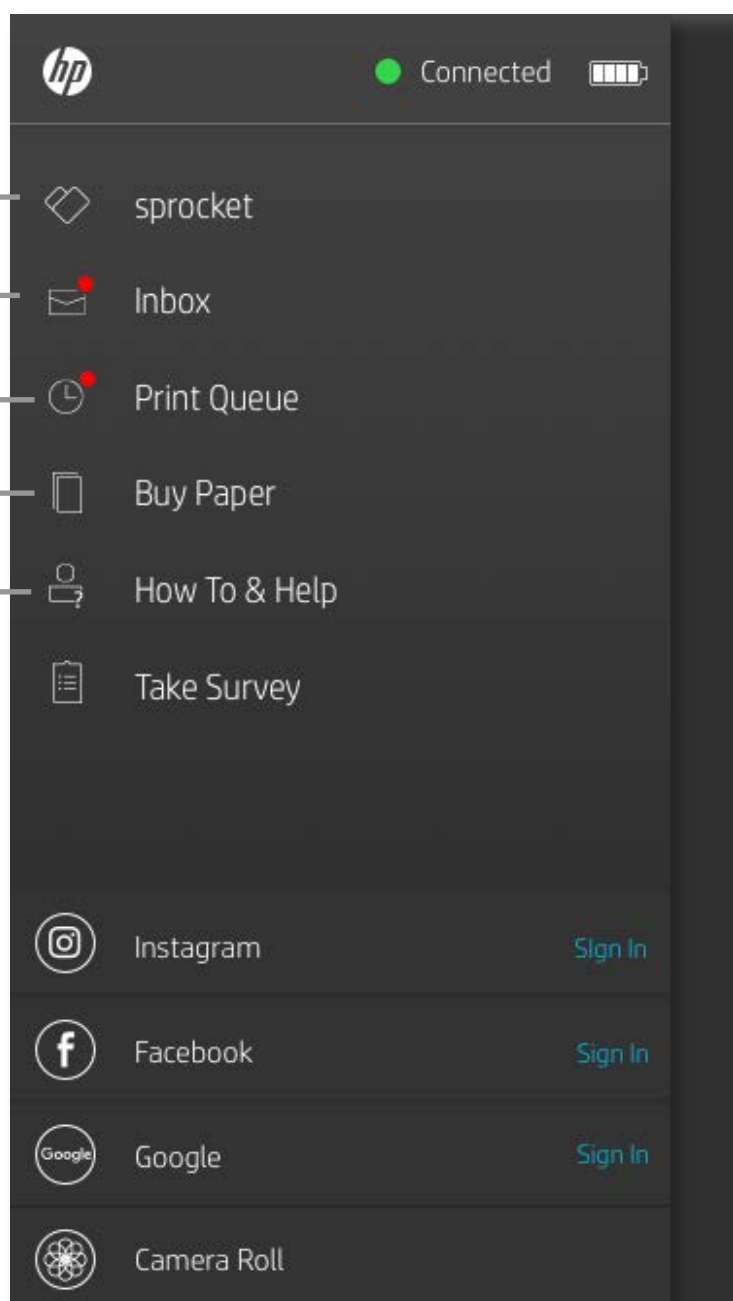 hp
Connected
sprocket
Inbox
Print Queue
Buy Paper
How To & Help
?
Take Survey
Instagram
SIgn In
f
Facebook
Sign In
Google
Google
Sign In
Camera Roll